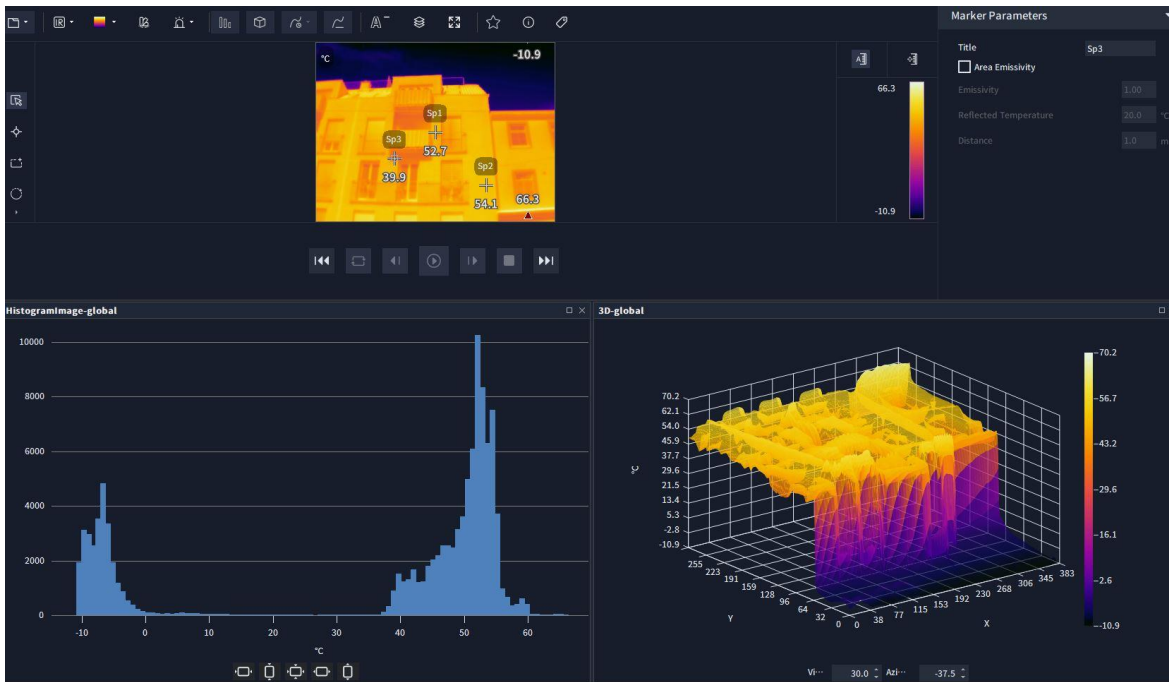 IR
A
Marker Parameters
Title
Sp3
Area Emissivity
Emissivity
1.00
Reflected Temperature
20.0
°C
Distance
1.0
m
°C
-10.9
Sp1
52.7
Sp3
39.9
Sp2
54.1
66.3
A
66.3
-10.9
HistogramImage-global
10000
8000
6000
4000
2000
0
-10
0
10
20
30
40
50
60
°C
3D-global
70.2
62.1
54.0
45.9
37.7
29.6
21.5
13.4
5.3
-2.8
-10.9
°C
255
223
191
159
128
96
64
32
0
Y
0
38
77
115
153
192
230
268
306
345
383
X
70.2
56.7
43.2
29.6
16.1
2.6
-10.9
Vi···
30.0
Azi···
-37.5